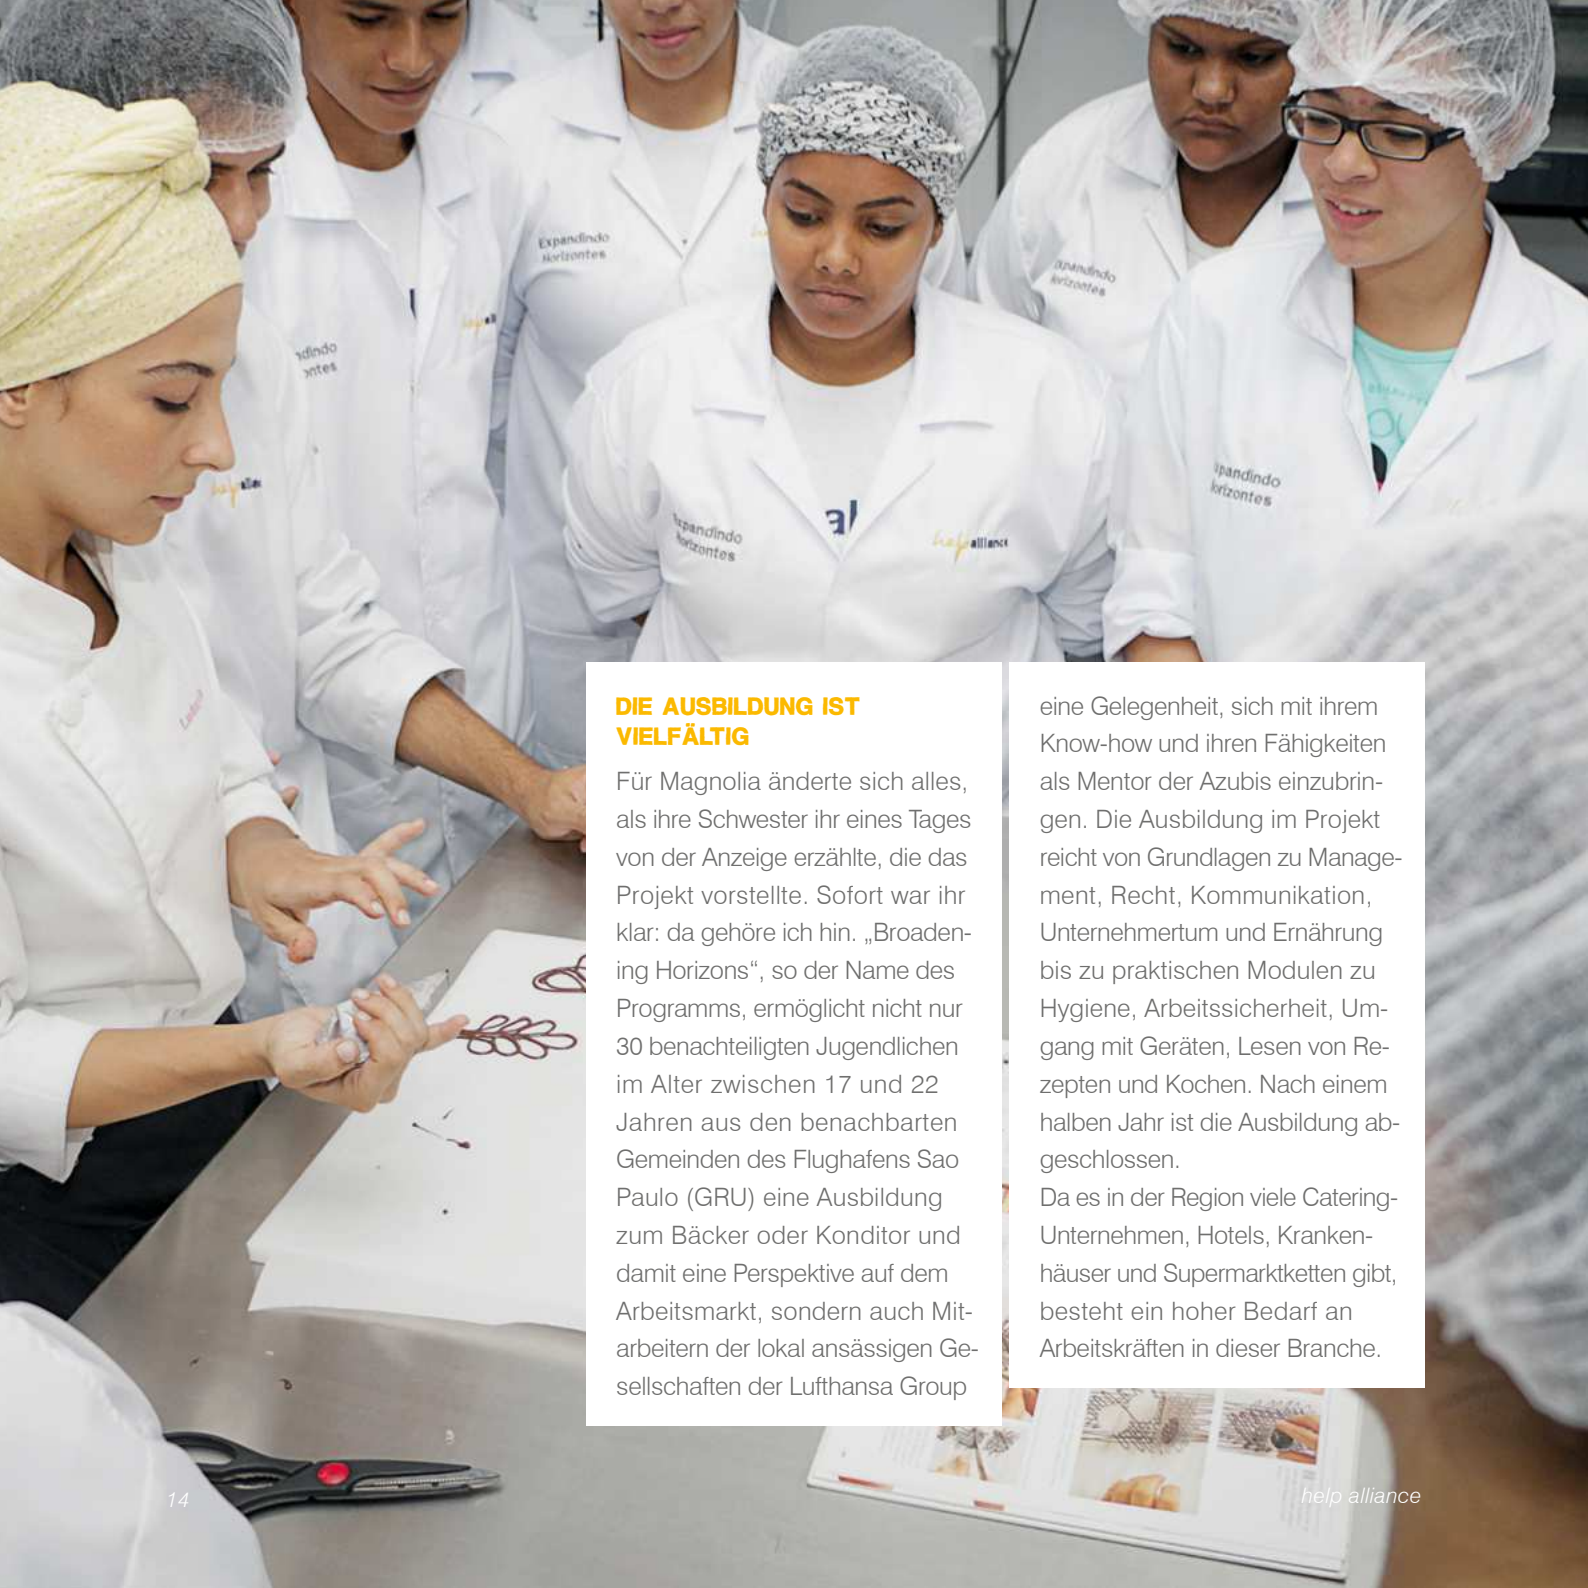 Expandindo
Horizontes
Expandindo
Horizontes
help alliance
DIE AUSBILDUNG IST
VIELFÄLTIG
Für Magnolia änderte sich alles,
als ihre Schwester ihr eines Tages
von der Anzeige erzählte, die das
Projekt vorstellte. Sofort war ihr
klar: da gehöre ich hin. „Broaden-
ing Horizons“, so der Name des
Programms, ermöglicht nicht nur
30 benachteiligten Jugendlichen
im Alter zwischen 17 und 22
Jahren aus den benachbarten
Gemeinden des Flughafens Sao
Paulo (GRU) eine Ausbildung
zum Bäcker oder Konditor und
damit eine Perspektive auf dem
Arbeitsmarkt, sondern auch Mit-
arbeitern der lokal ansässigen Ge-
sellschaften der Lufthansa Group
eine Gelegenheit, sich mit ihrem
Know-how und ihren Fähigkeiten
als Mentor der Azubis einzubrin-
gen. Die Ausbildung im Projekt
reicht von Grundlagen zu Manage-
ment, Recht, Kommunikation,
Unternehmertum und Ernährung
bis zu praktischen Modulen zu
Hygiene, Arbeitssicherheit, Um-
gang mit Geräten, Lesen von Re-
zepten und Kochen. Nach einem
halben Jahr ist die Ausbildung ab-
geschlossen.
Da es in der Region viele Catering-
Unternehmen, Hotels, Kranken-
häuser und Supermarktketten gibt,
besteht ein hoher Bedarf an
Arbeitskräften in dieser Branche.
14
help alliance